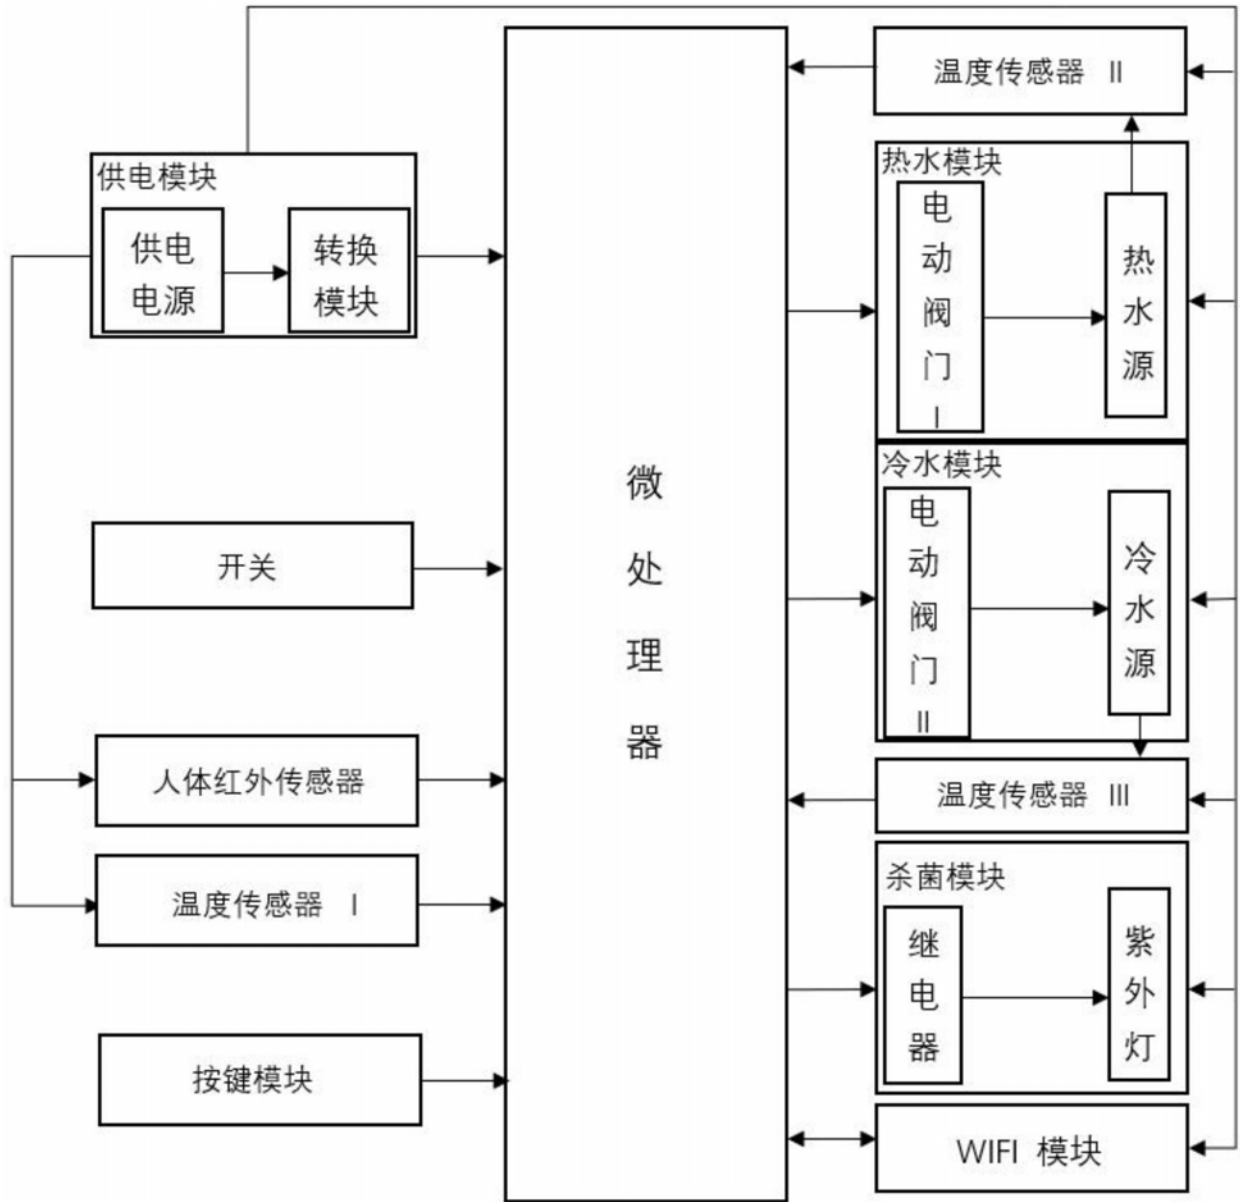 供电模块
供电
电源
转换
模块
开关
人体红外传感器
温度传感器 I
按键模块
微处理器
温度传感器 II
热水模块
电动阀门I
热水源
冷水模块
电动阀门II
冷水源
温度传感器 III
杀菌模块
继电器
紫外灯
WIFI 模块